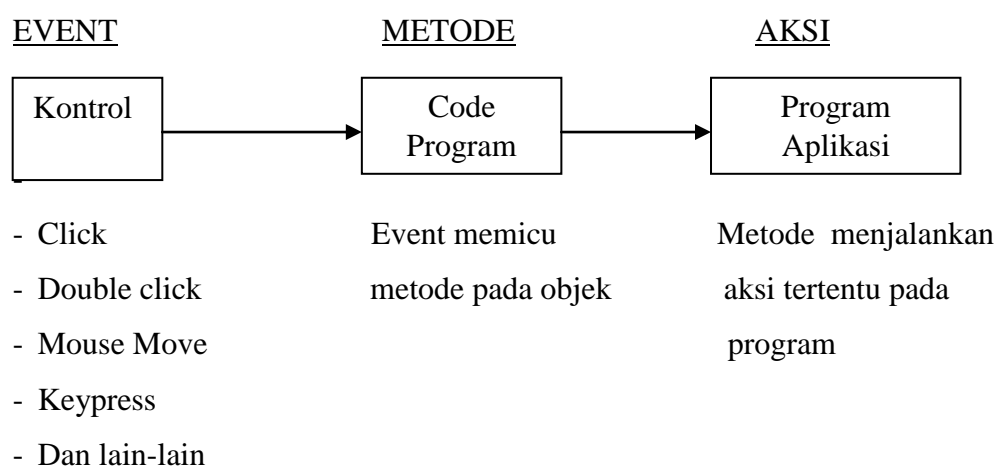 EVENT METODE AKSI
Kontrol
Code
Program
Program
Aplikasi
-
- Click Event memicu Metode menjalankan
- Double click metode pada objek aksi tertentu pada
- Mouse Move program
- Keypress
- Dan lain-lain